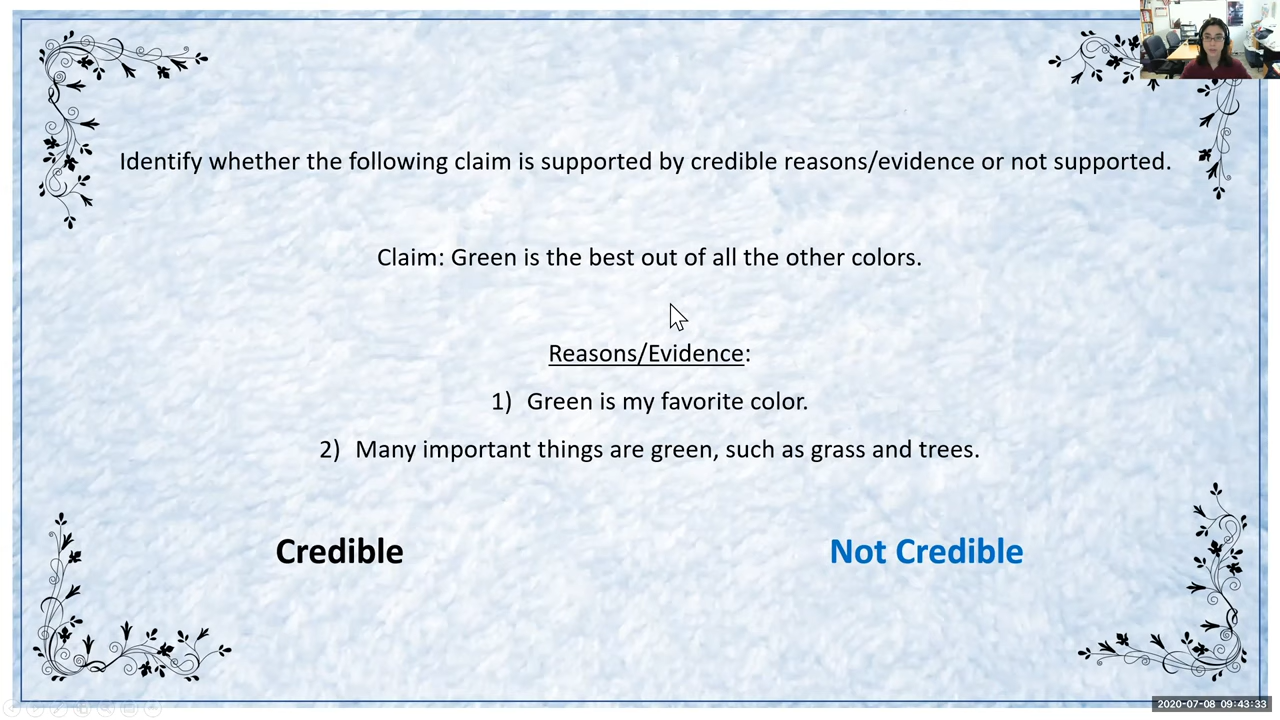 Identify whether the following claim is supported by credible reasons/evidence or not supported.
Claim: Green is the best out of all the other colors.
Reasons/Evidence:
1) Green is my favorite color.
2) Many important things are green, such as grass and trees.
Credible
Not Credible
2020-07-08 09:43:33